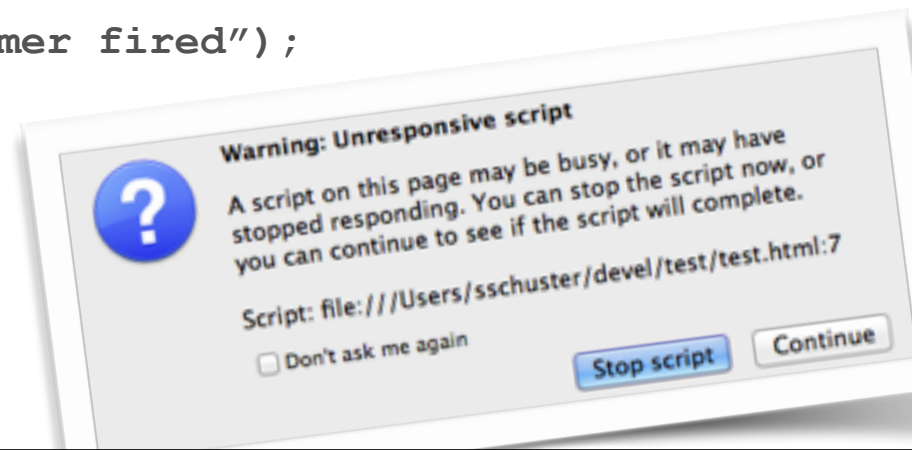 mer fired”);
Warning: Unresponsive script
A script on this page may be busy, or it may have
stopped responding. You can stop the script now, or
you can continue to see if the script will complete.
Script: file:///Users/sschuster/devel/test/test.html:7
Don't ask me again
Stop script
Continue